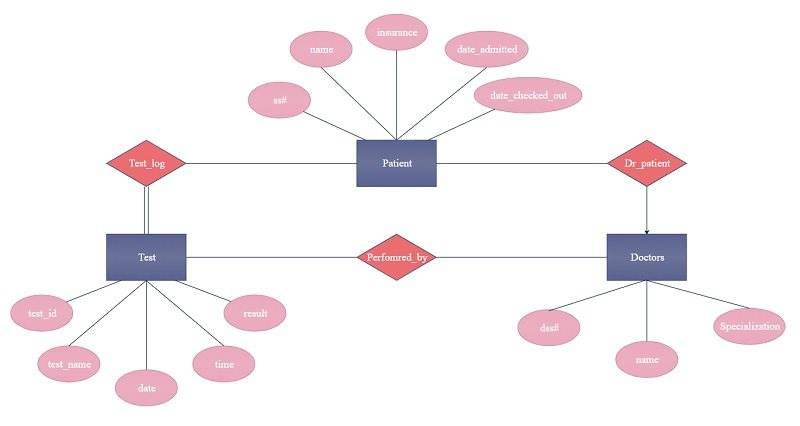 insurance
name
date_admitted
ss#
date_checked_out
Test_log
Patient
Dr_patient
Test
Perfomred_by
Doctors
test_id
result
dss#
Specialization
test_name
time
name
date